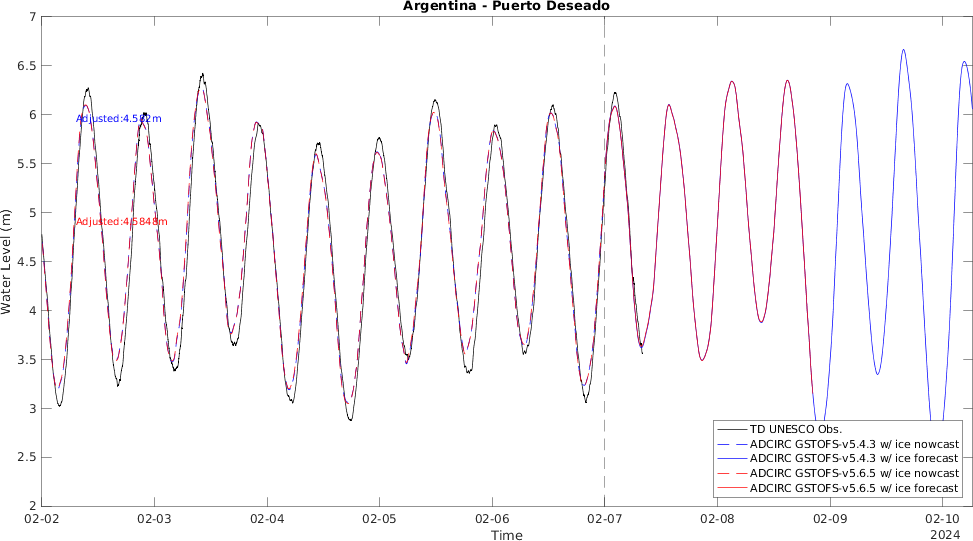 Argentina - Puerto Deseado
7
6.5
6
5.5
5
4.5
4
3.5
3
2.5
2
Water Level (m)
Adjusted:4.582m
Adjusted:4.5848m
TD UNESCO Obs.
ADCIRC GSTOFS-v5.4.3 w/ ice nowcast
ADCIRC GSTOFS-v5.4.3 w/ ice forecast
ADCIRC GSTOFS-v5.6.5 w/ ice nowcast
ADCIRC GSTOFS-v5.6.5 w/ ice forecast
02-02 02-03 02-04 02-05 02-06 02-07 02-08 02-09 02-10
Time 2024